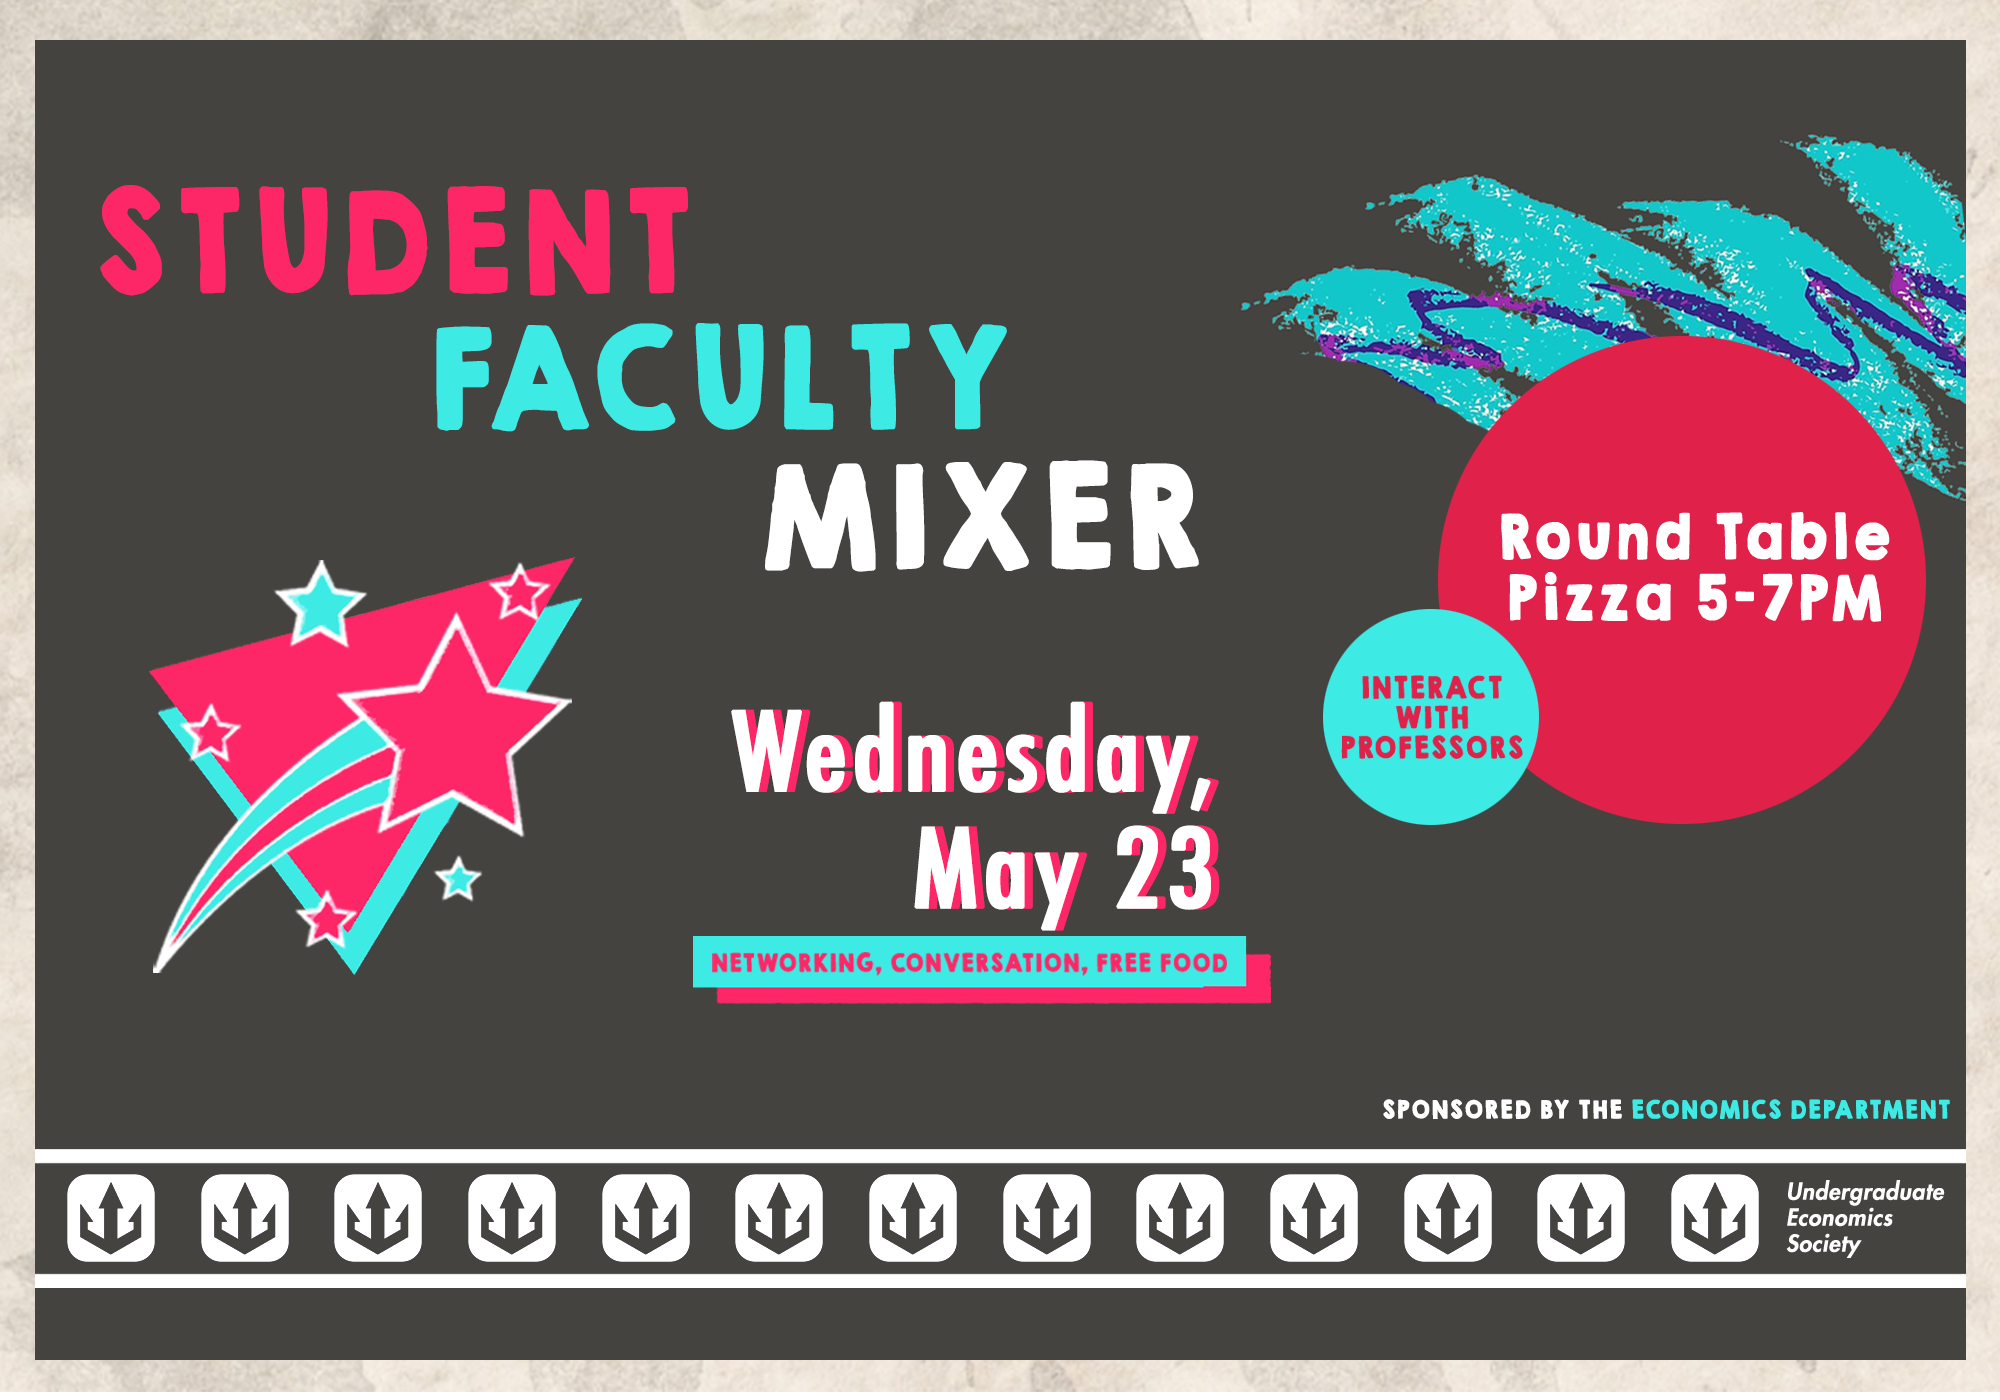 STUDENT
FACULTY
MIXER
Round Table
Pizza 5-7PM
INTERACT
WITH
PROFESSORS
Wednesday,
May 23
NETWORKING, CONVERSATION, FREE FOOD
SPONSORED BY THE ECONOMICS DEPARTMENT
Undergraduate
Economics
Society